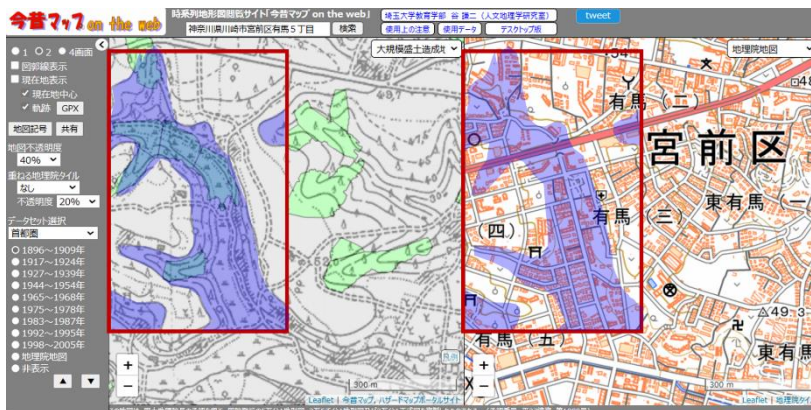 今昔マップ on the web
時系列地形図閲覧サイト「今昔マップ on the web」
埼玉大学教育学部 谷 謙二(人文地理学研究室)
tweet
神奈川県川崎市宮前区有馬5丁目
検索
使用上の注意
使用データ
デスクトップ版
1 2 4画面
図郭線表示
現在地表示
現在地中心
軌跡 GPX
地図記号 共有
地図不透明度
40%
重ねる地理院タイル
なし
不透明度 20%
データセット選択
首都圏
1896~1909年
1917~1924年
1927~1939年
1944~1954年
1965~1968年
1975~1978年
1983~1987年
1992~1995年
1998~2005年
地理院地図
非表示
▲ ▼
大規模盛土造成地
+
-
凡例
300 m
Leaflet | 今昔マップ、ハザードマップポータルサイト
地理院地図
有馬(二)
宮前区
有馬
(三)
(四)
東有馬(一)
有馬(五)
49.3
東有馬
+
-
300 m
Leaflet | 地理院タイ